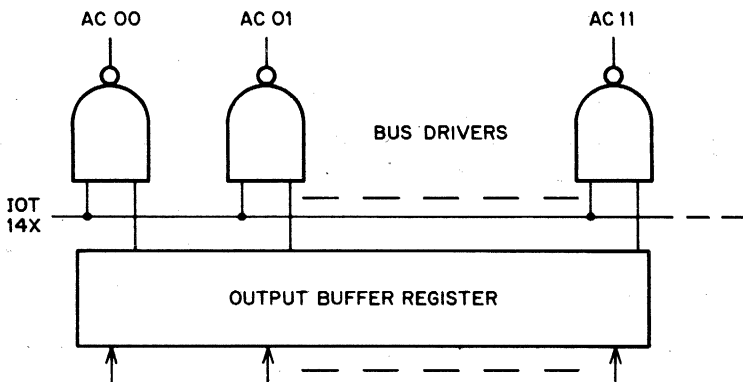 AC 00
AC 01
AC 11
BUS DRIVERS
IOT
14X
OUTPUT BUFFER REGISTER